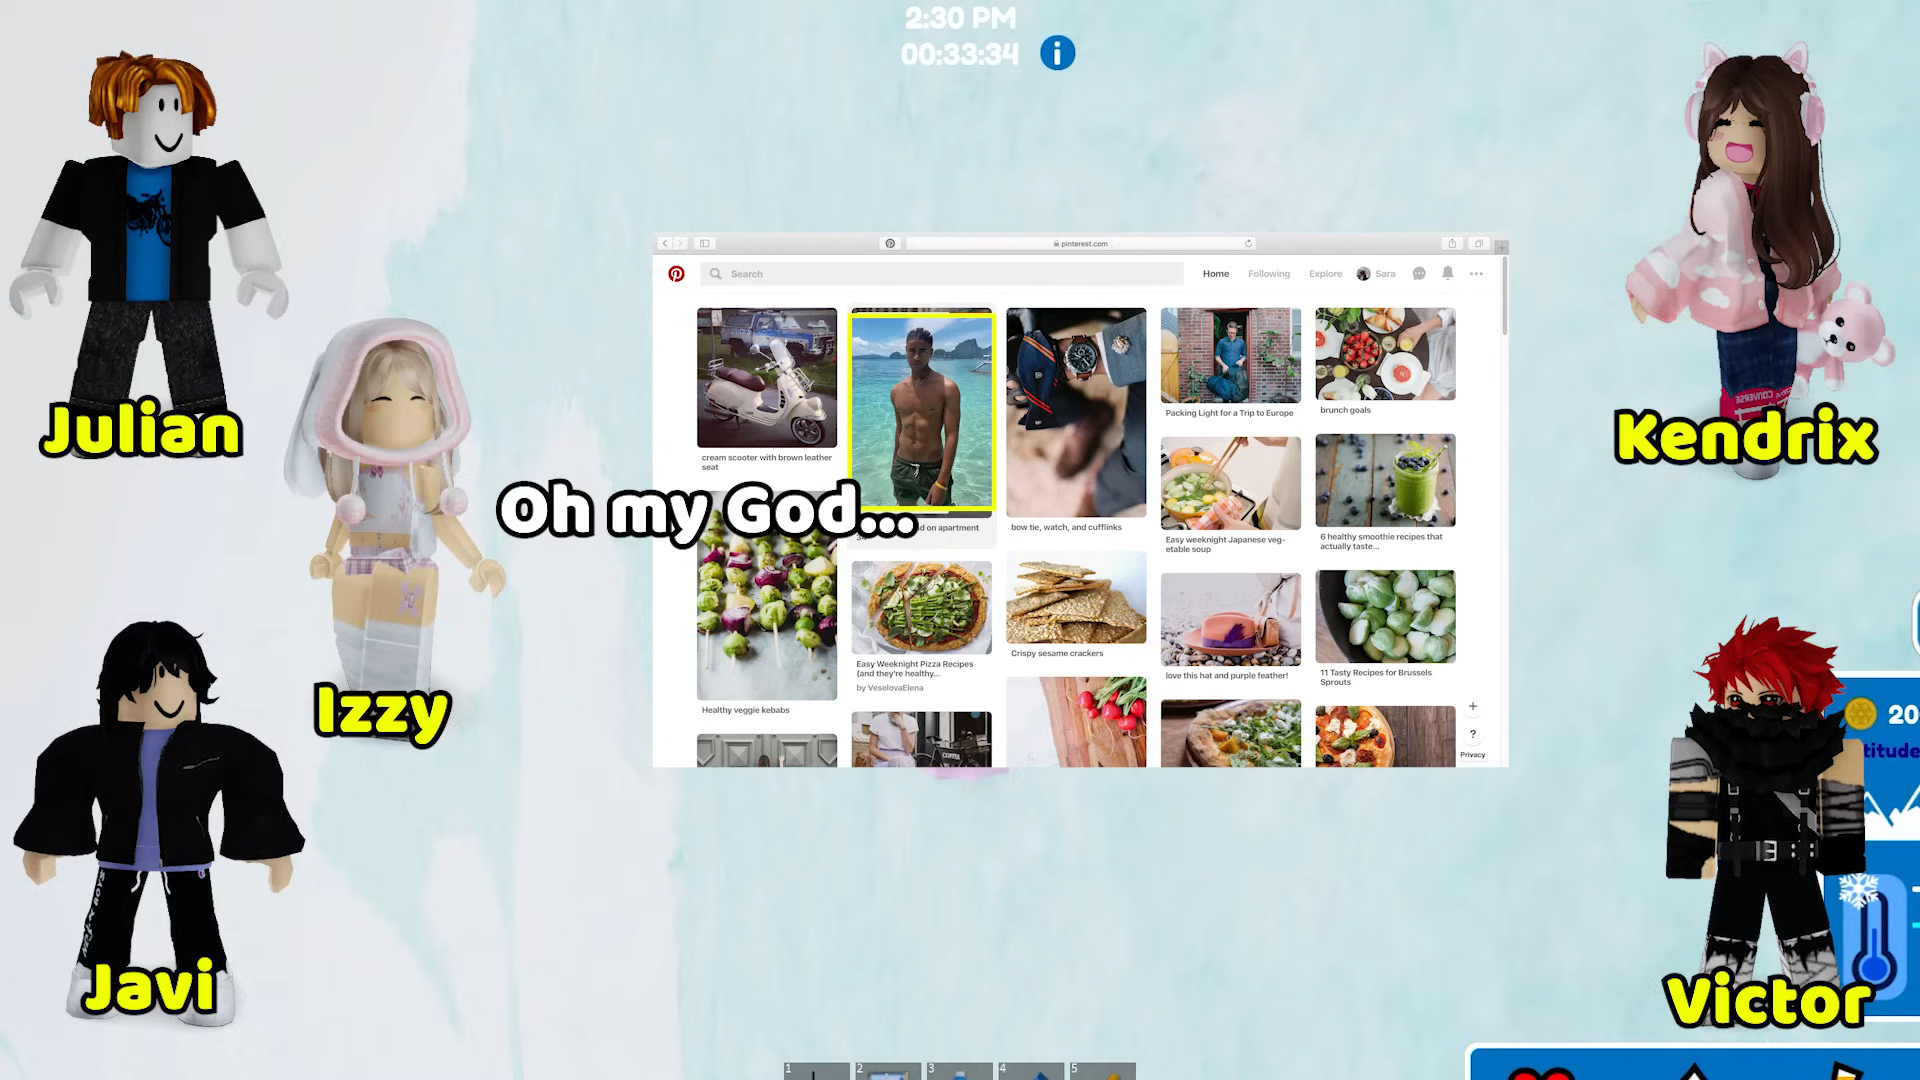 2:30 PM
00:33:34
i
pinterest.com
Search
Home
Following
Explore
Sara
cream scooter with brown leather
seat
d on apartment
34
bow tie, watch, and cufflinks
Packing Light for a Trip to Europe
brunch goals
Easy weeknight Japanese veg-
etable soup
6 healthy smoothie recipes that
actually taste...
Healthy veggie kebabs
Easy Weeknight Pizza Recipes
(and they're healthy...
by VeselovaElena
Crispy sesame crackers
love this hat and purple feather!
11 Tasty Recipes for Brussels
Sprouts
COFFEE
+
?
Privacy
Oh my God...
Julian
Izzy
Javi
Kendrix
CONVERSE
Victor
20
titude
1
2
3
4
5